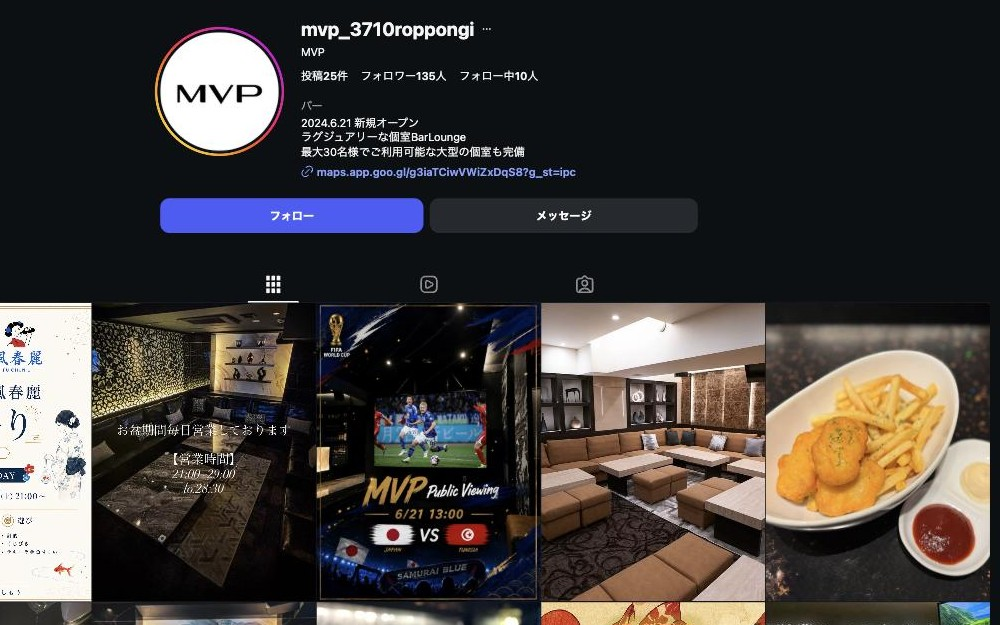 mvp_3710roppongi ...
MVP
MVP
投稿25件 フォロワー135人 フォロー中10人
バー
2024.6.21 新規オープン
ラグジュアリーな個室BarLounge
最大30名様でご利用可能な大型の個室も完備
maps.app.goo.gl/g3iaTCiwVWiZxDqS8?g_st=ipc
フォロー
メッセージ
風春麗
風春麗
り
DAY
21:00~
遊び
お盆期間毎日営業しております
【営業時間】
21:00~29:00
lo.28:30
FIFA
WORLD CUP
MVP Public Viewing
6/21 13:00
VS
JAPAN
TUNISIA
SAMURAI BLUE